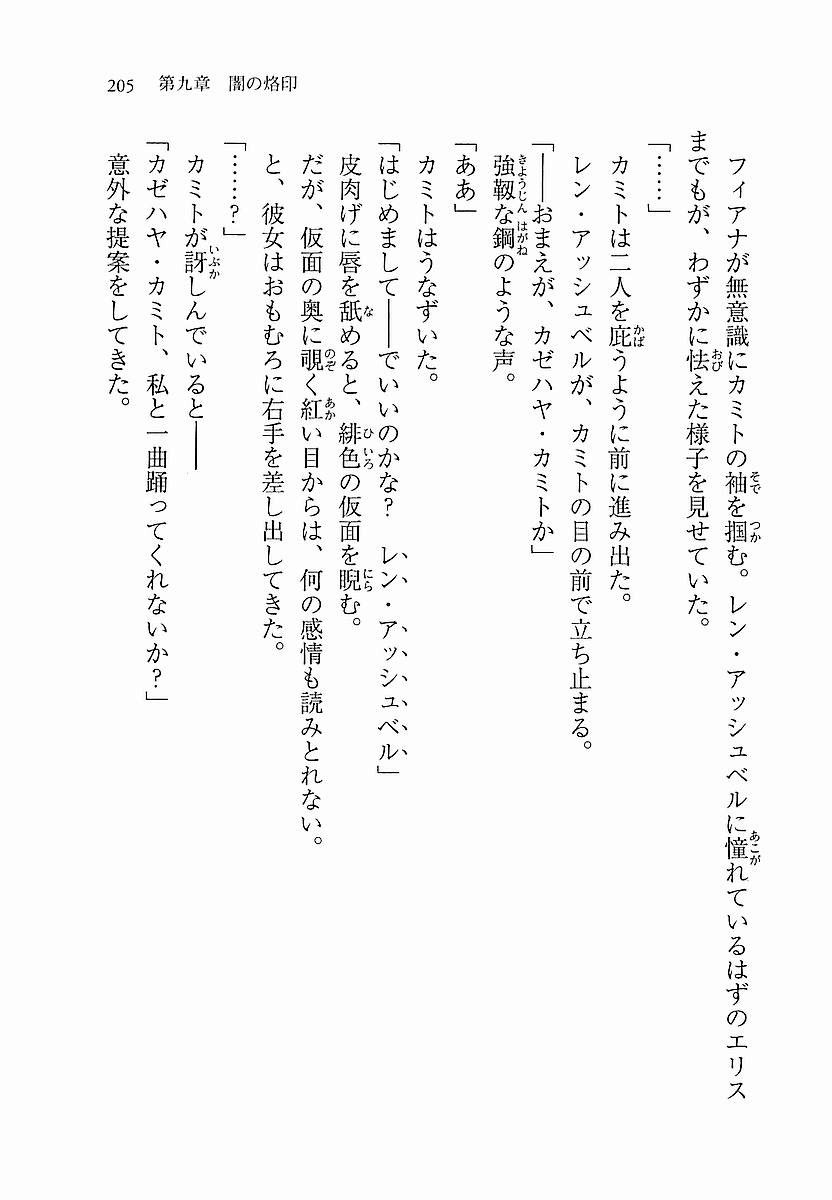 205　第九章　闇の烙印
フィアナが無意識にカミトの袖を掴む。レン・アッシュベルに憧れているはずのエリス
までもが、わずかに怯えた様子を見せていた。
「……」
カミトは二人を庇うように前に進み出た。
レン・アッシュベルが、カミトの目の前で立ち止まる。
「――おまえが、カゼハヤ・カミトか」
強靱な鋼のような声。
「ああ」
カミトはうなずいた。
「はじめまして――でいいのかな？　レン・アッシュベル」
皮肉げに唇を舐めると、緋色の仮面を睨む。
だが、仮面の奥に覗く紅い目からは、何の感情も読みとれない。
と、彼女はおもむろに右手を差し出してきた。
「……？」
カミトが訝しんでいると――
「カゼハヤ・カミト、私と一曲踊ってくれないか？」
意外な提案をしてきた。